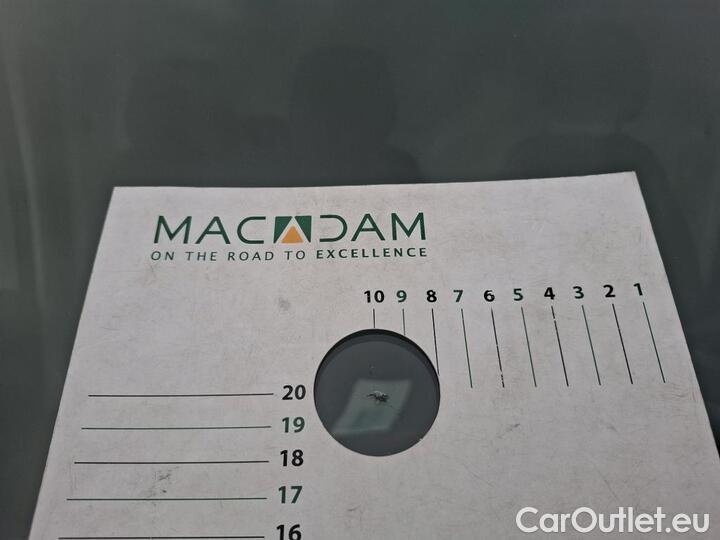 MACADAM
ON THE ROAD TO EXCELLENCE
10 9 8 7 6 5 4 3 2 1
20
19
18
17
16
CarOutlet.eu